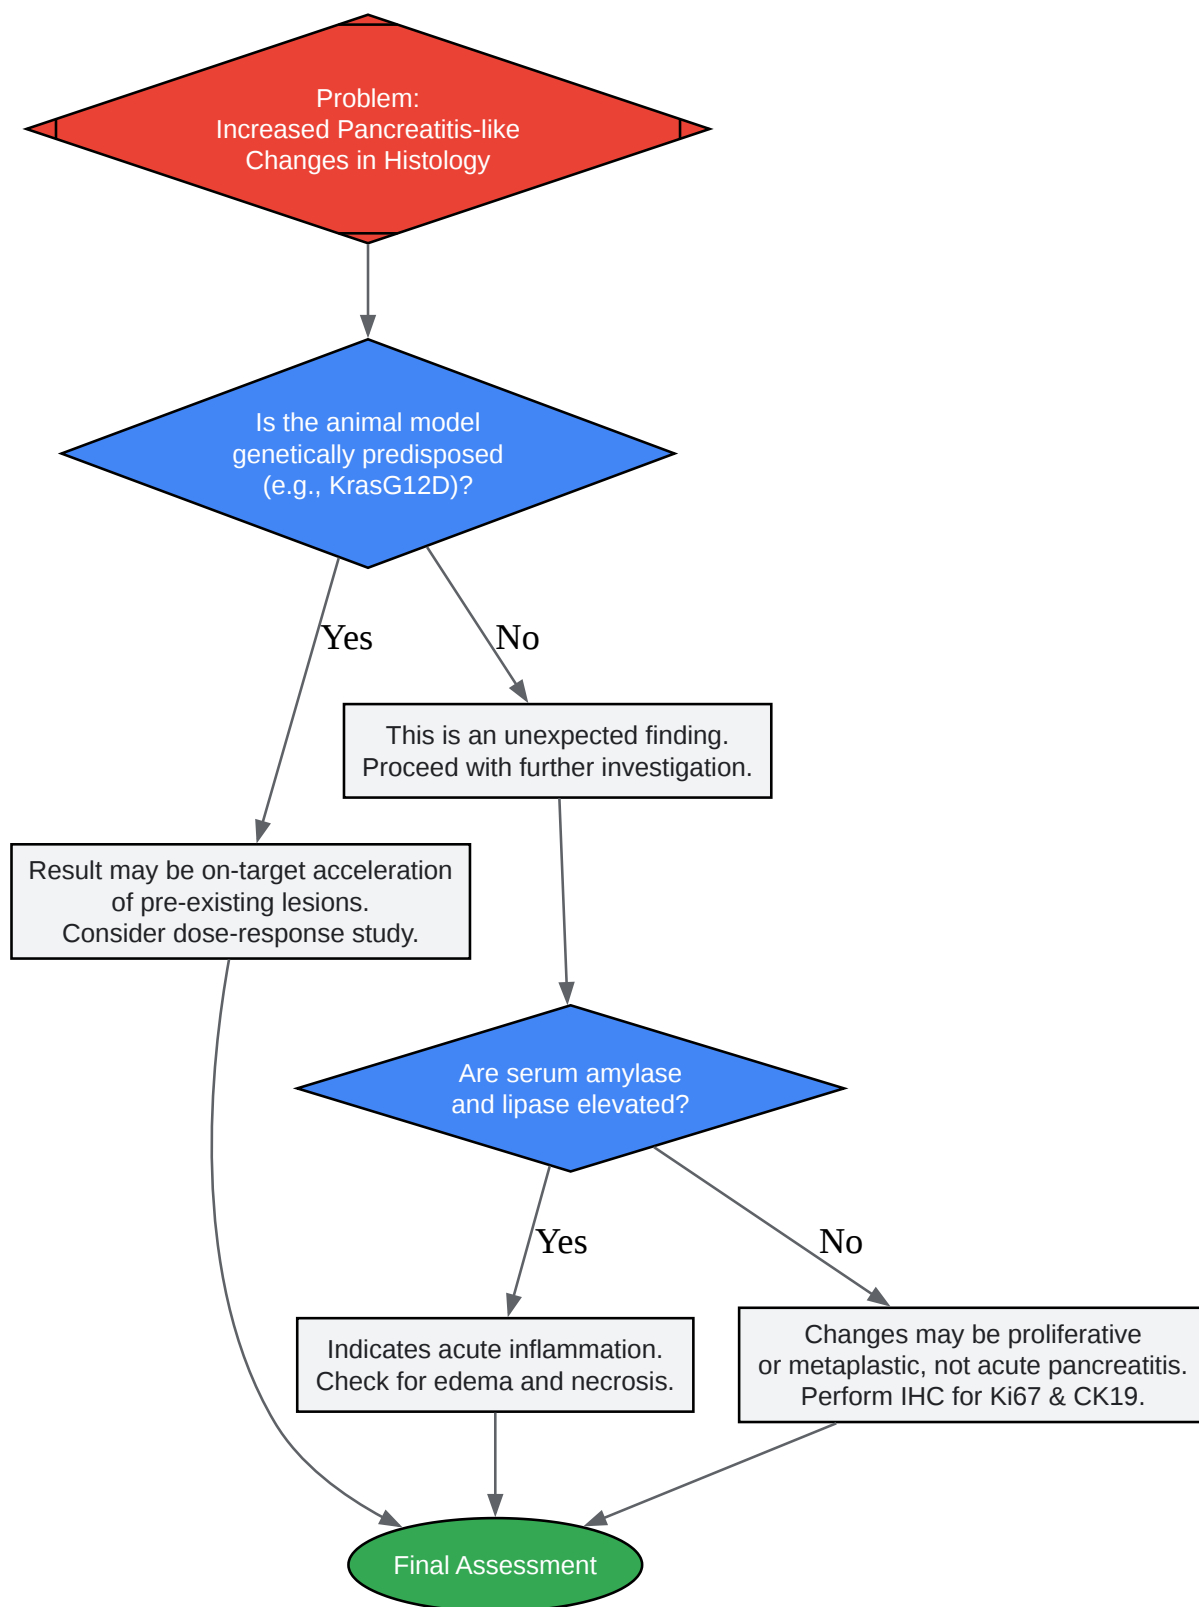 Problem:
Increased Pancreatitis-like
Changes in Histology
Is the animal model
genetically predisposed
(e.g., KrasG12D)?
Yes
No
This is an unexpected finding.
Proceed with further investigation.
Result may be on-target acceleration
of pre-existing lesions.
Consider dose-response study.
Are serum amylase
and lipase elevated?
Yes
No
Indicates acute inflammation.
Check for edema and necrosis.
Changes may be proliferative
or metaplastic, not acute pancreatitis.
Perform IHC for Ki67 & CK19.
Final Assessment